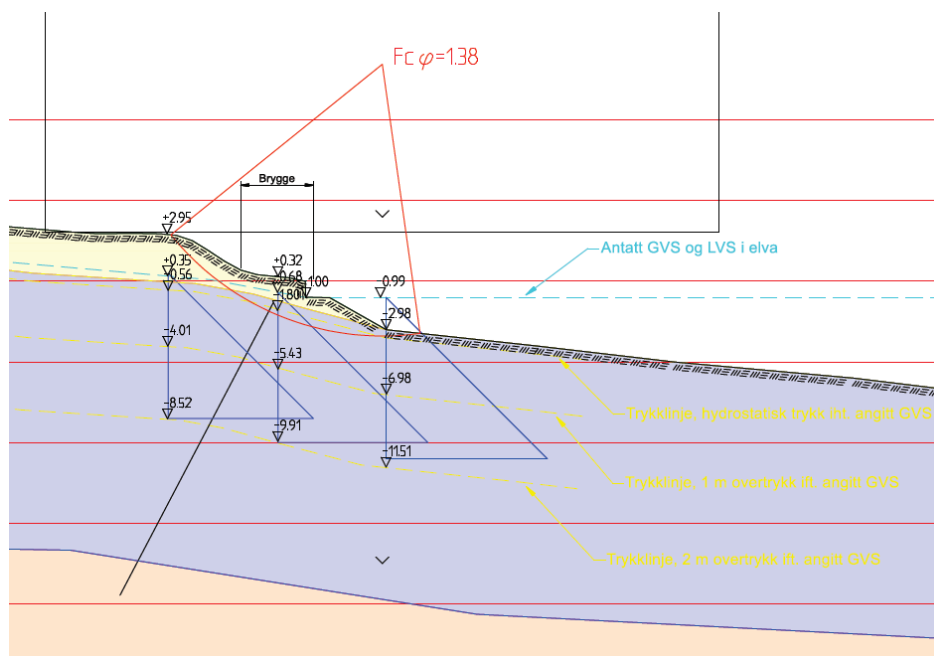 Fc φ=1.38
Brygge
+2.95
+0.35
-0.56
-4.01
-8.52
+0.32
-0.68
-1.80
-5.43
-9.91
-1.00
-0.99
-2.98
-6.98
-11.51
Antatt GVS og LVS i elva
Trykklinje, hydrostatisk trykk iht. angitt GVS
Trykklinje, 1 m overtrykk ift. angitt GVS
Trykklinje, 2 m overtrykk ift. angitt GVS